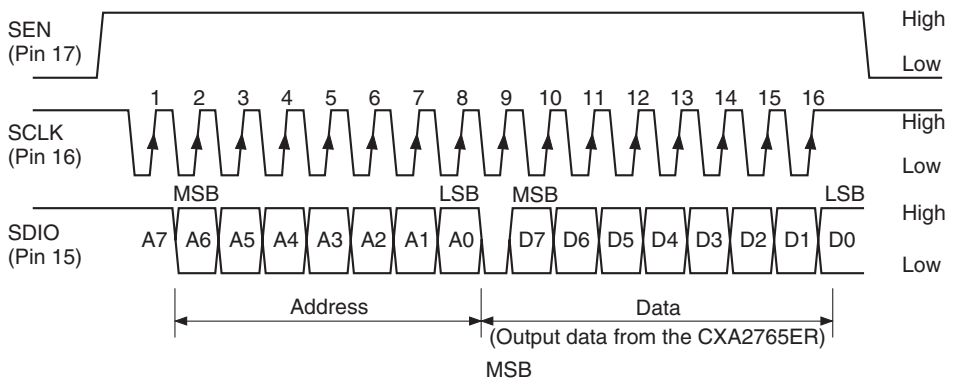 SEN
(Pin 17)
High
Low
1 2 3 4 5 6 7 8 9 10 11 12 13 14 15 16
SCLK
(Pin 16)
High
Low
MSB LSB MSB LSB
SDIO
(Pin 15)
A7 A6 A5 A4 A3 A2 A1 A0 D7 D6 D5 D4 D3 D2 D1 D0
High
Low
Address Data
(Output data from the CXA2765ER)
MSB